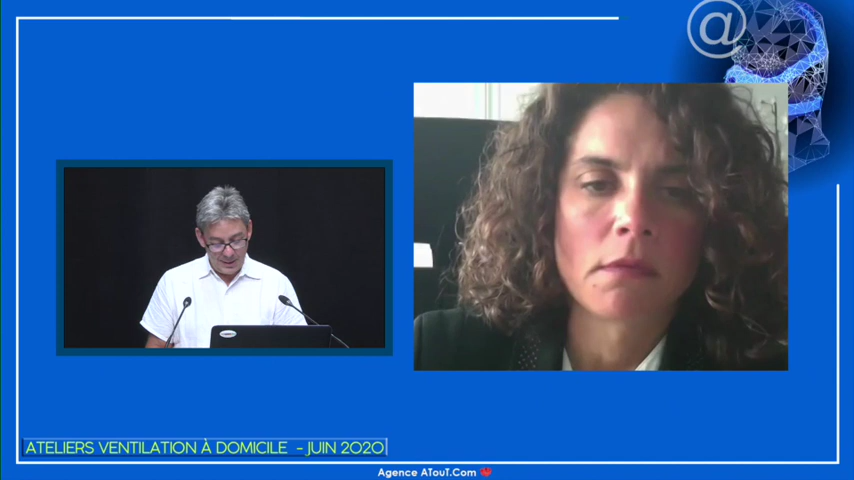 @
ATELIERS VENTILATION À DOMICILE - JUIN 2020
Agence ATouT.Com